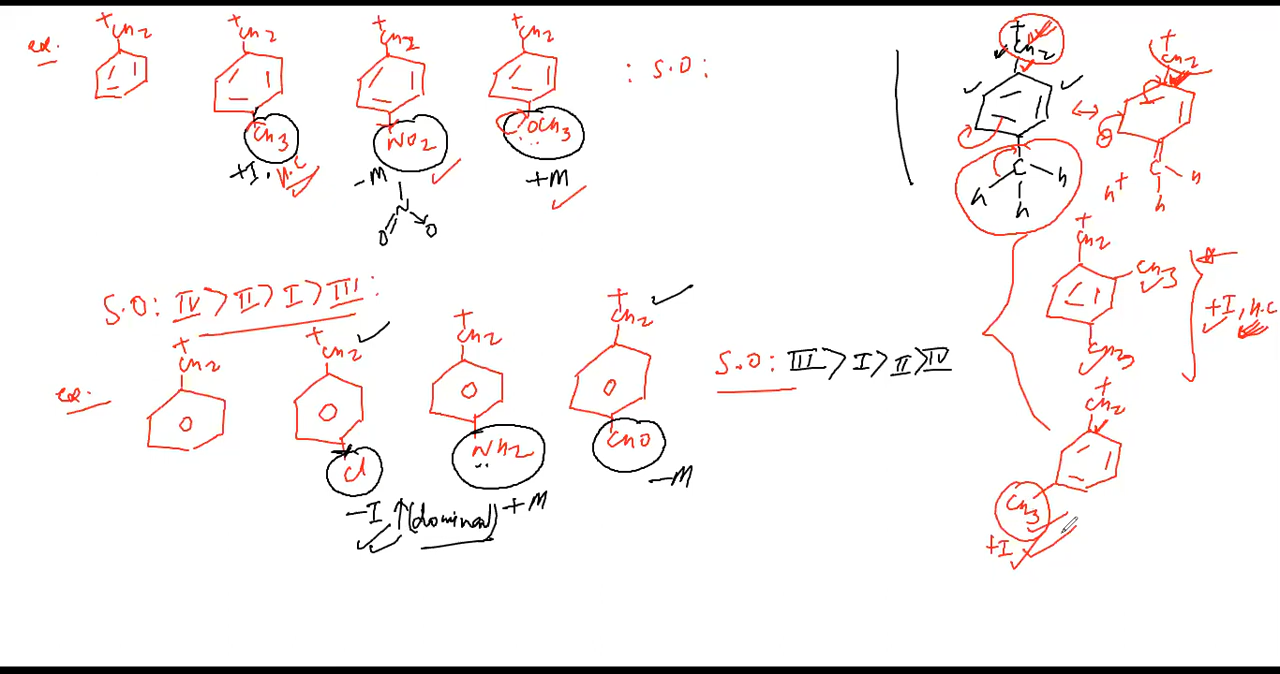 ex.
+CH2 +CH2 +CH2 +CH2
CH3 NO2 OCH3 : S.O :
+I, H.C -M +M
N
O O
S.O: IV > II > I > III :
ex.
+CH2 +CH2 +CH2 +CH2
Cl NH2 CHO
-I ↑(dominant) +M -M
S.O: III > I > II > IV
+CH2 ↔ +CH2
⊖
C C
H H H H+ H H
+CH2
CH3
CH3
+I, H.C
+CH2
CH3
+I